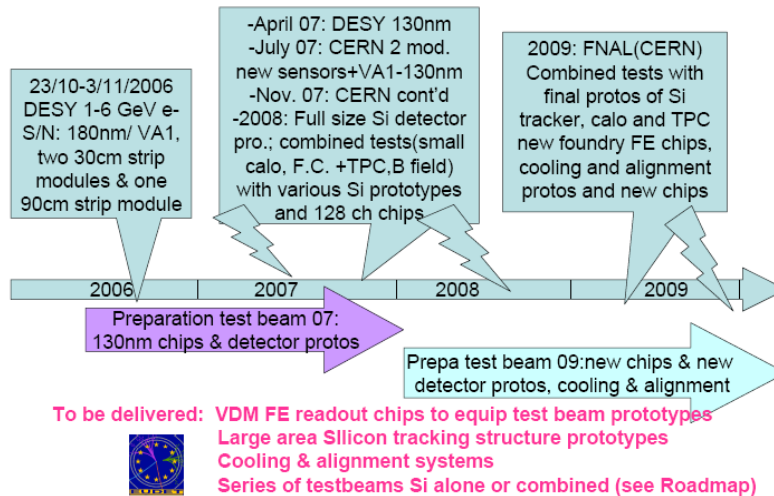 23/10-3/11/2006
DESY 1-6 GeV e-
S/N: 180nm/ VA1,
two 30cm strip
modules & one
90cm strip module
-April 07: DESY 130nm
-July 07: CERN 2 mod.
new sensors+VA1-130nm
-Nov. 07: CERN cont'd
-2008: Full size Si detector
pro.; combined tests(small
calo, F.C. +TPC,B field)
with various Si prototypes
and 128 ch chips
2009: FNAL(CERN)
Combined tests with
final protos of Si
tracker, calo and TPC
new foundry FE chips,
cooling and alignment
protos and new chips
2006
2007
2008
2009
Preparation test beam 07:
130nm chips & detector protos
Prepa test beam 09:new chips & new
detector protos, cooling & alignment
To be delivered: VDM FE readout chips to equip test beam prototypes
Large area SIlicon tracking structure prototypes
Cooling & alignment systems
Series of testbeams Si alone or combined (see Roadmap)
EUDET